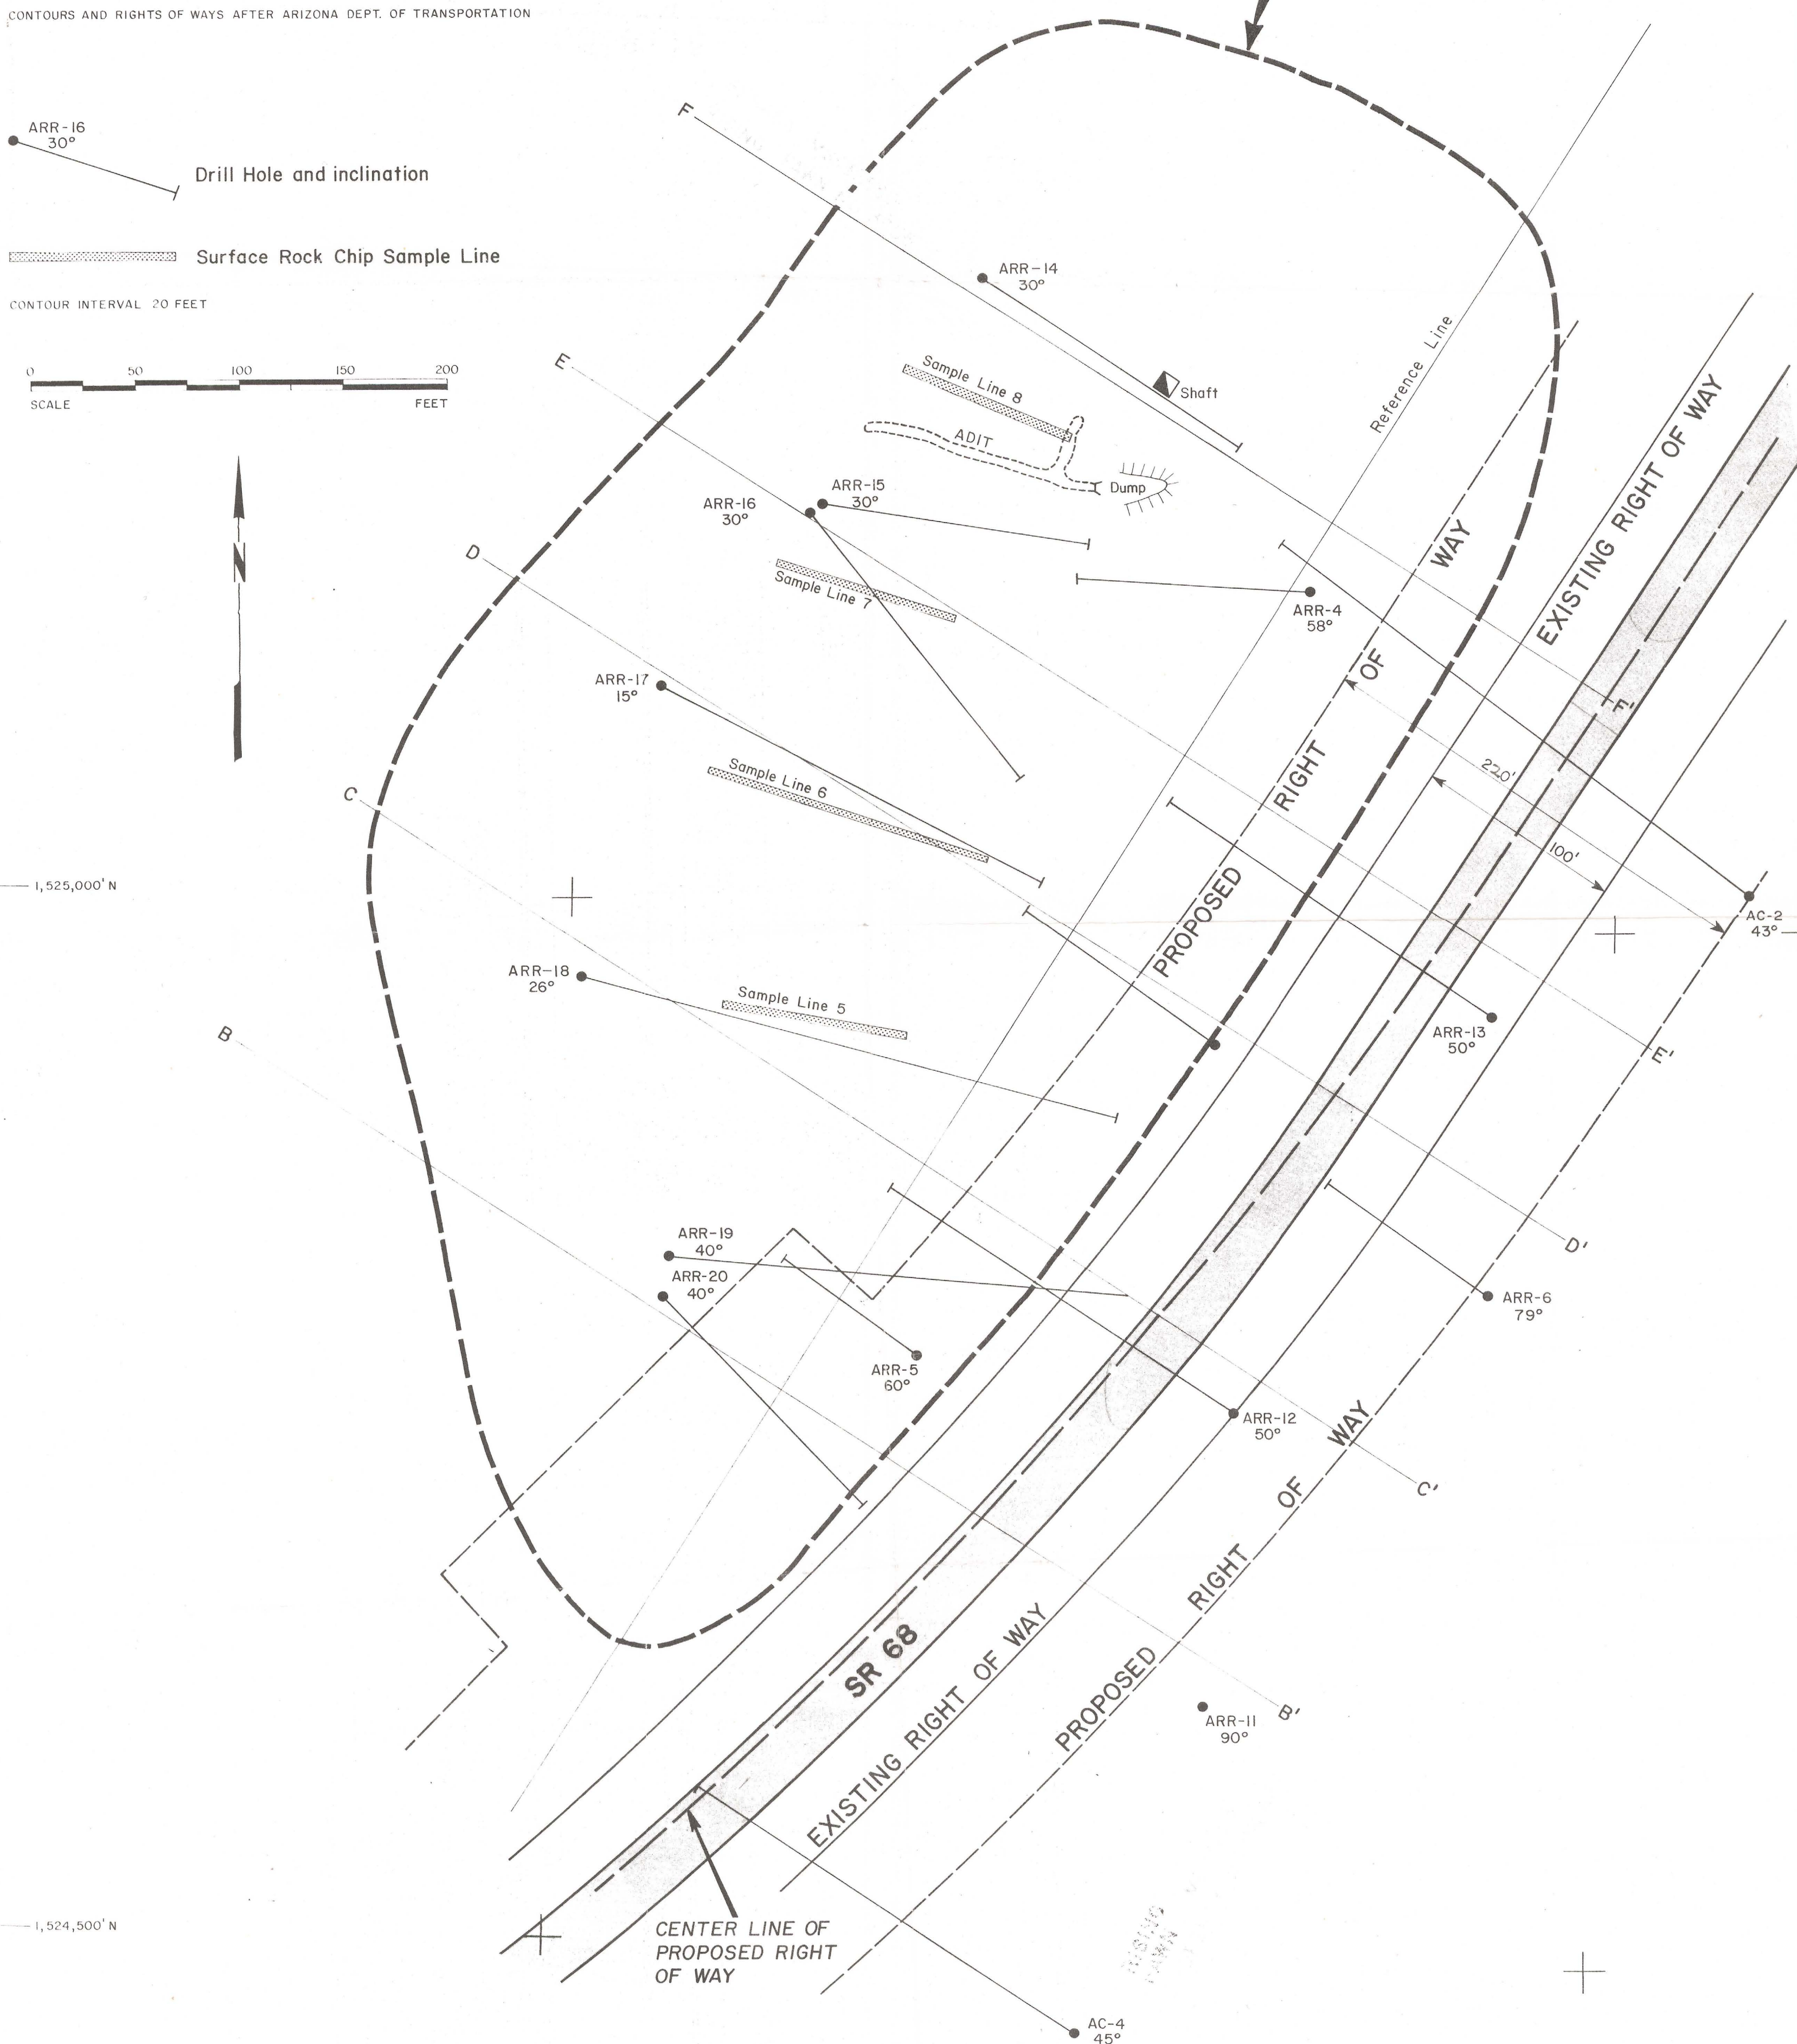 CONTOURS AND RIGHTS OF WAYS AFTER ARIZONA DEPT. OF TRANSPORTATION
ARR-16
30°
Drill Hole and inclination
Surface Rock Chip Sample Line
CONTOUR INTERVAL 20 FEET
0 50 100 150 200
SCALE FEET
N
F
E
D
C
B
ARR-14
30°
Sample Line 8
Shaft
ADIT
Dump
Reference Line
ARR-15
30°
ARR-16
30°
Sample Line 7
ARR-4
58°
ARR-17
15°
Sample Line 6
PROPOSED RIGHT OF WAY
EXISTING RIGHT OF WAY
F'
220'
100'
1,525,000' N
AC-2
43°
ARR-18
26°
Sample Line 5
ARR-13
50°
E'
D'
ARR-19
40°
ARR-20
40°
ARR-6
79°
ARR-5
60°
ARR-12
50°
C'
SR 68
EXISTING RIGHT OF WAY
PROPOSED RIGHT OF WAY
B'
ARR-11
90°
1,524,500' N
CENTER LINE OF
PROPOSED RIGHT
OF WAY
AC-4
45°